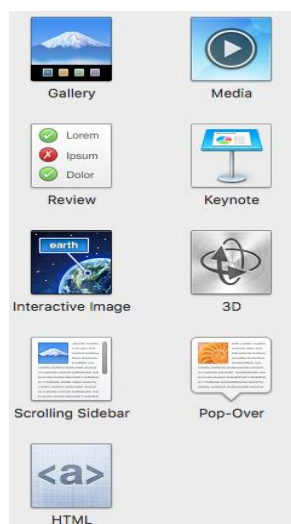 Gallery
Media
Lorem
Ipsum
Dolor
Review
Keynote
earth
Interactive Image
3D
Scrolling Sidebar
Pop-Over
<a>
HTML